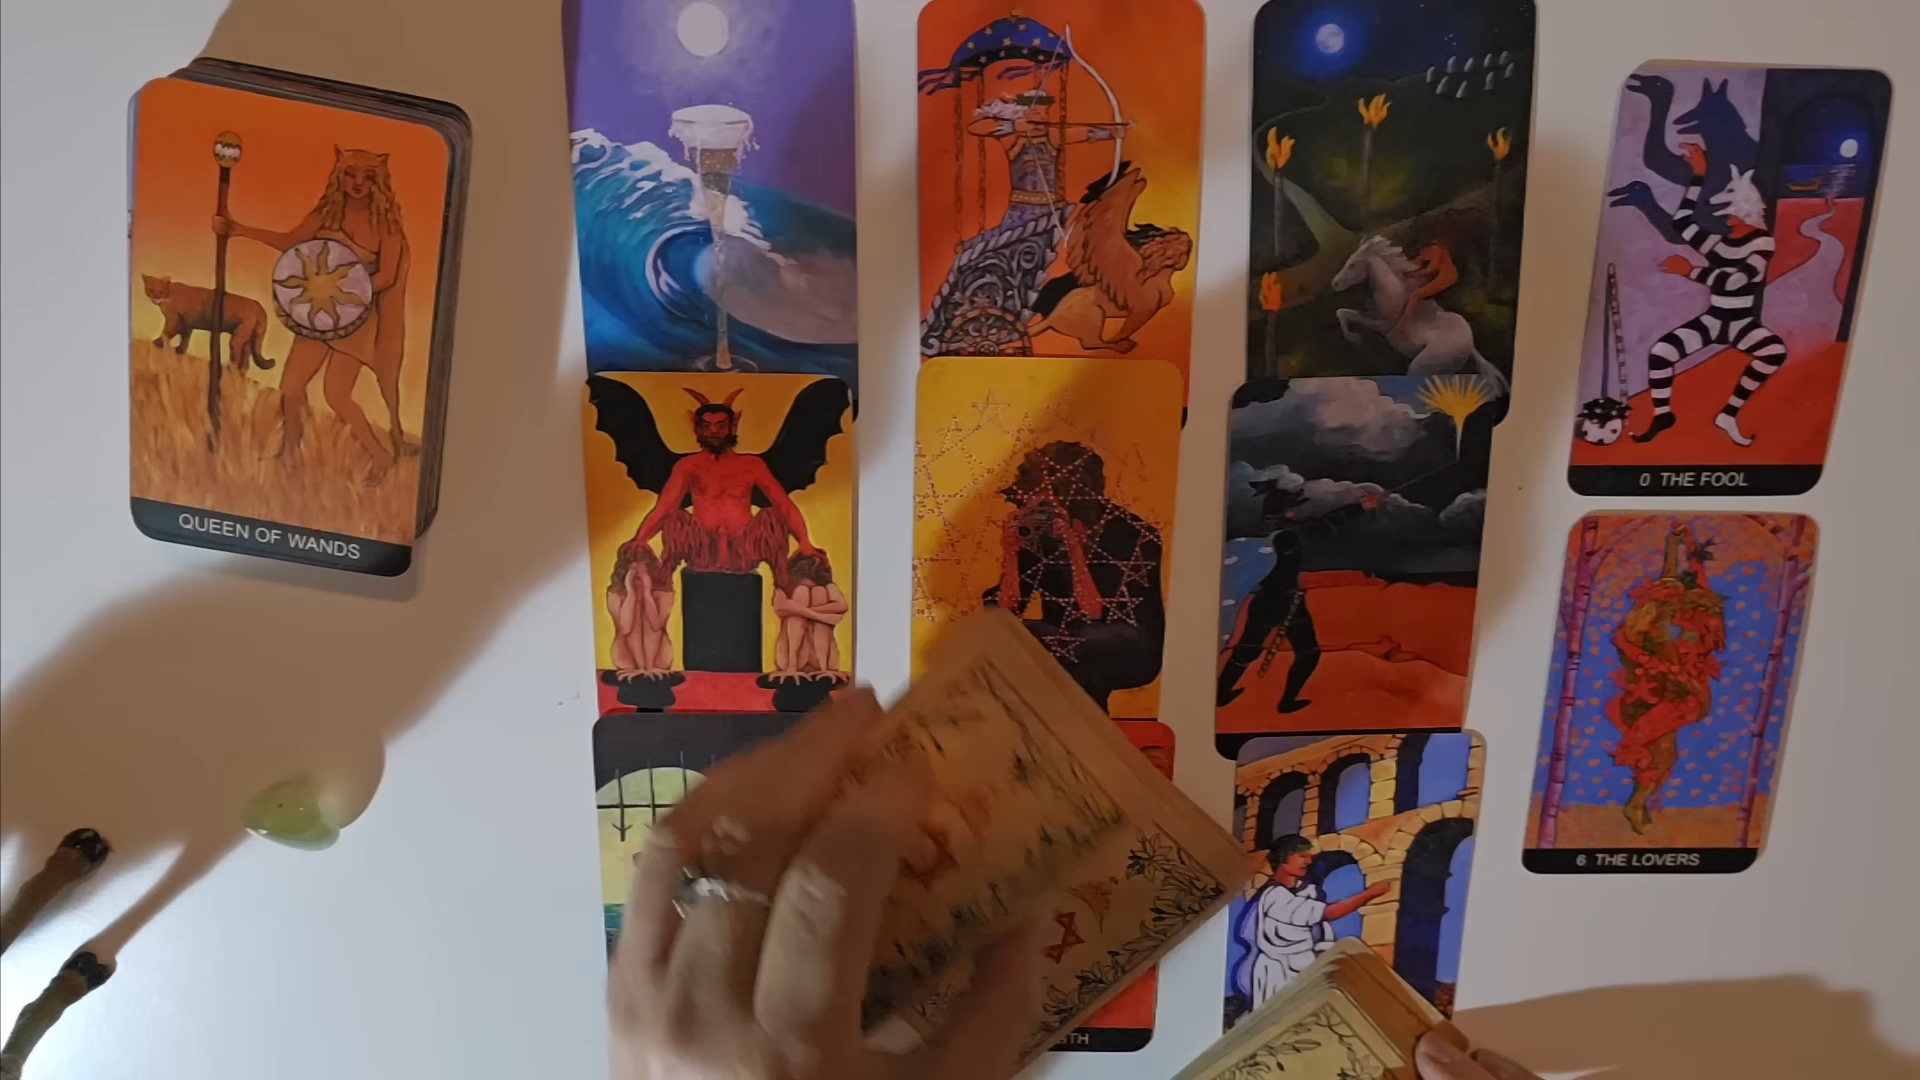 QUEEN OF WANDS
0 THE FOOL
6 THE LOVERS